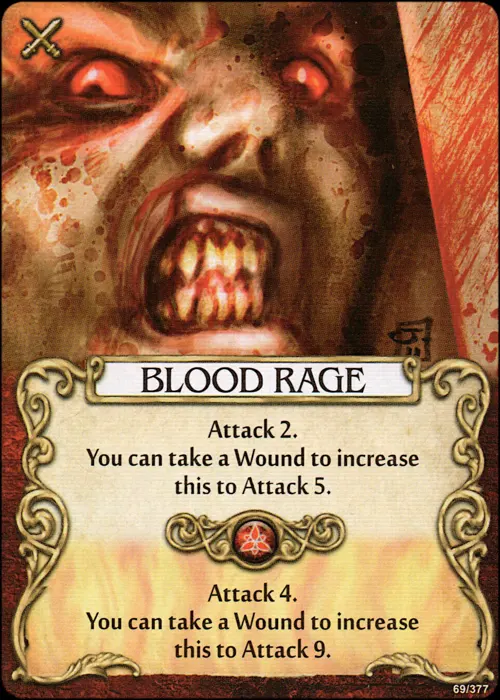 BLOOD RAGE
Attack 2.
You can take a Wound to increase
this to Attack 5.
Attack 4.
You can take a Wound to increase
this to Attack 9.
69/377